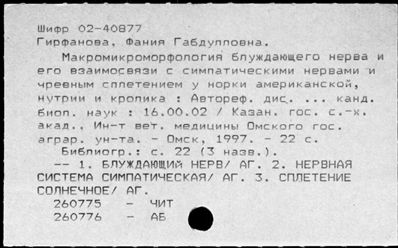 Шифр 02-40877
Гирфанова, Фания Габдулловна.
Макромикроморфология блуждающего нерва и
его взаимосвязи с симпатическими нервами и
чревным сплетением у норки американской,
нутрии и кролика : Автореф. дис. ... канд.
биол. наук : 16.00.02 / Казан. гос. с.-х.
акад., Ин-т вет. медицины Омского гос.
аграр. ун-та. - Омск, 1997. - 22 с.
Библиогр.: с. 22 (3 назв.).
-- 1. БЛУЖДАЮЩИЙ НЕРВ/ АГ. 2. НЕРВНАЯ
СИСТЕМА СИМПАТИЧЕСКАЯ/ АГ. 3. СПЛЕТЕНИЕ
СОЛНЕЧНОЕ/ АГ.
260775 - ЧИТ
260776 - АБ